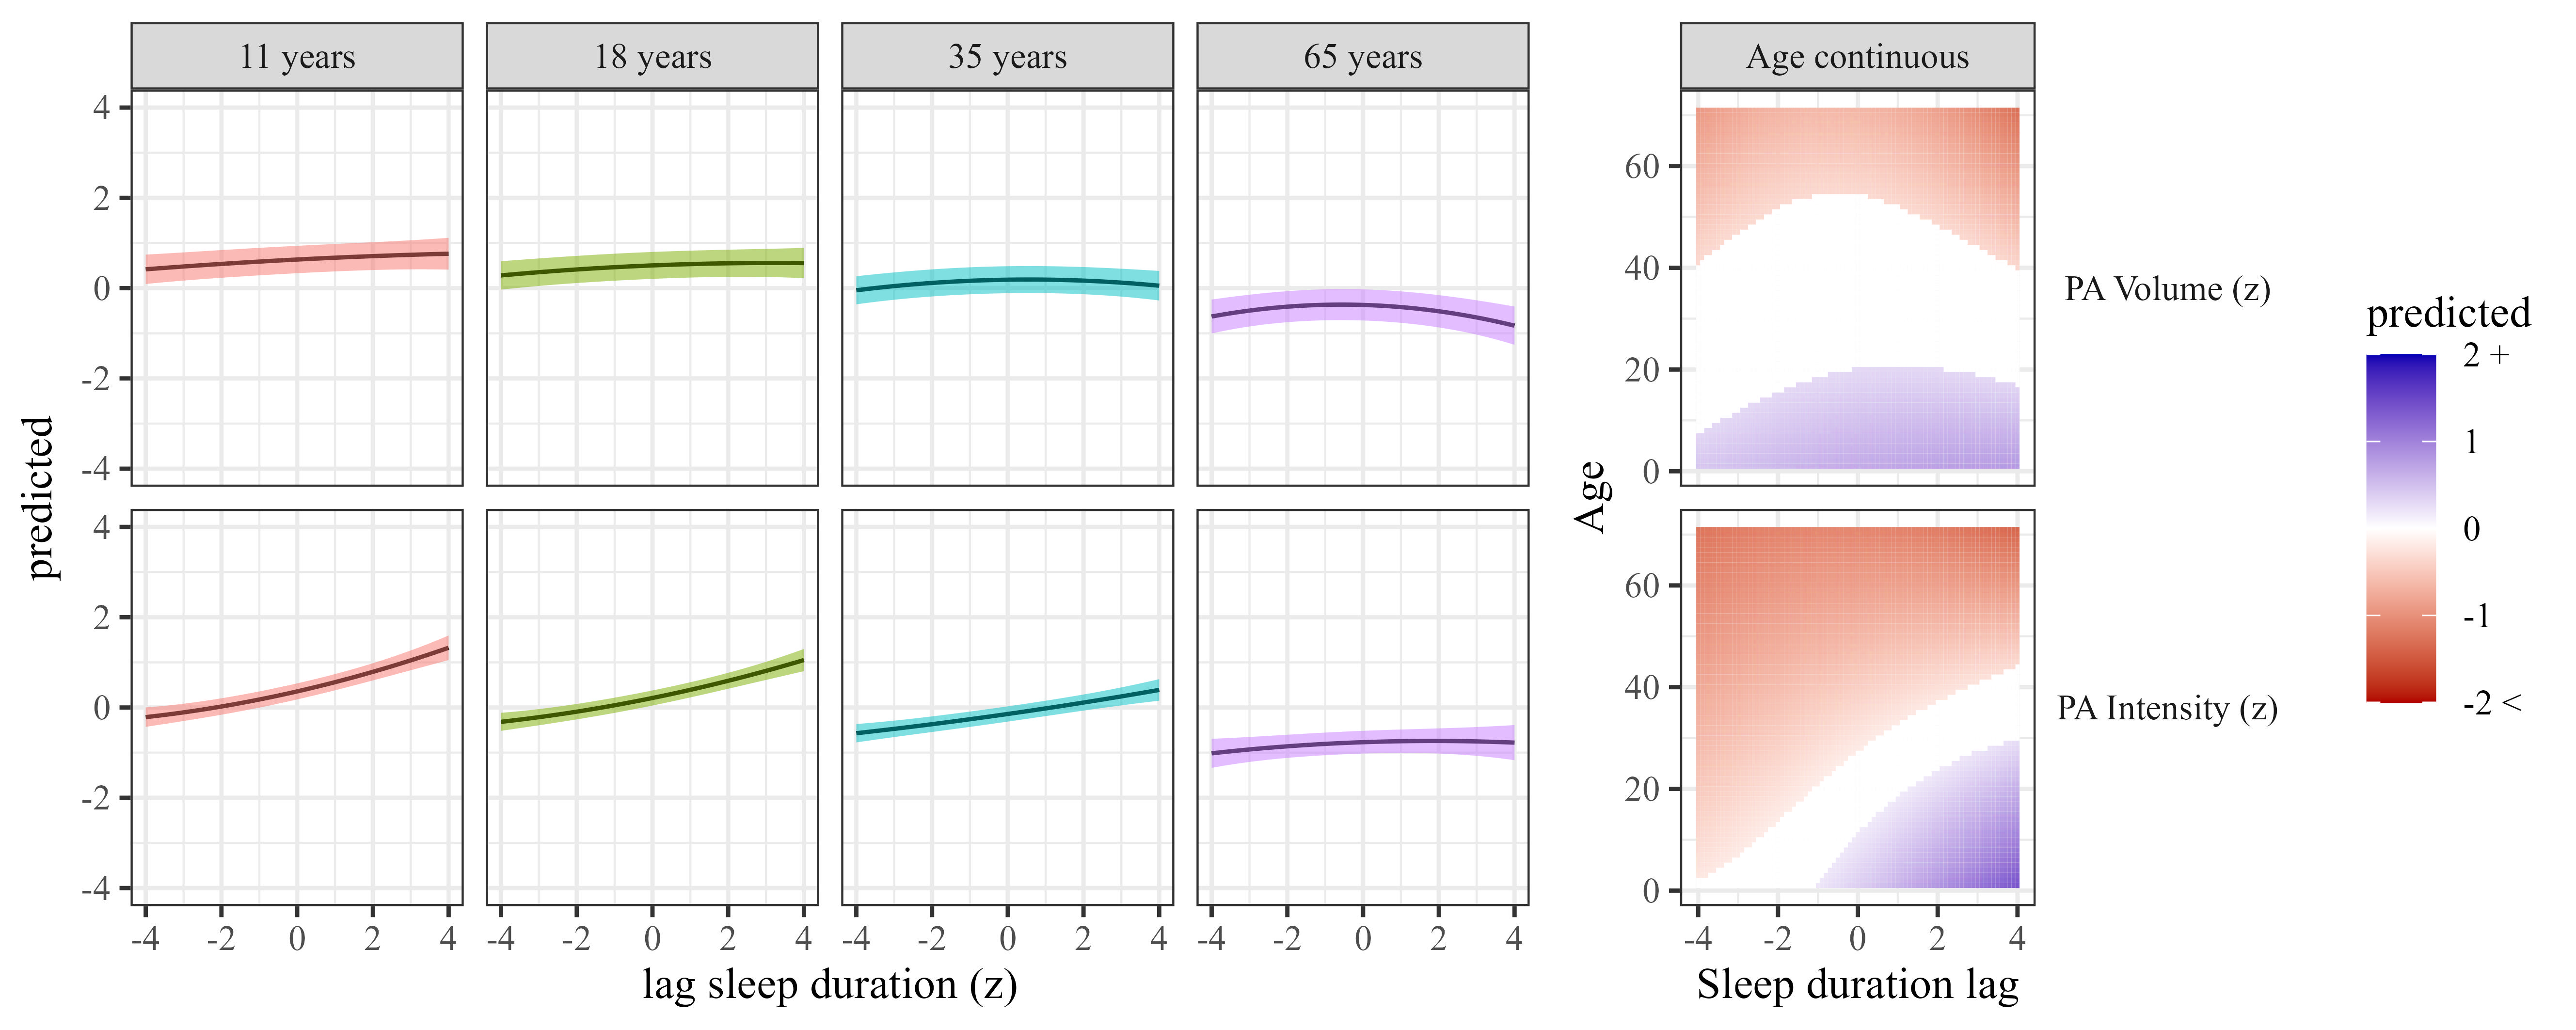 11 years
18 years
35 years
65 years
Age continuous
predicted
4
2
0
-2
-4
4
2
0
-2
-4
-4 -2 0 2 4
-4 -2 0 2 4
-4 -2 0 2 4
-4 -2 0 2 4
lag sleep duration (z)
Age
60
40
20
0
60
40
20
0
-4 -2 0 2 4
Sleep duration lag
PA Volume (z)
PA Intensity (z)
predicted
2 +
1
0
-1
-2 <